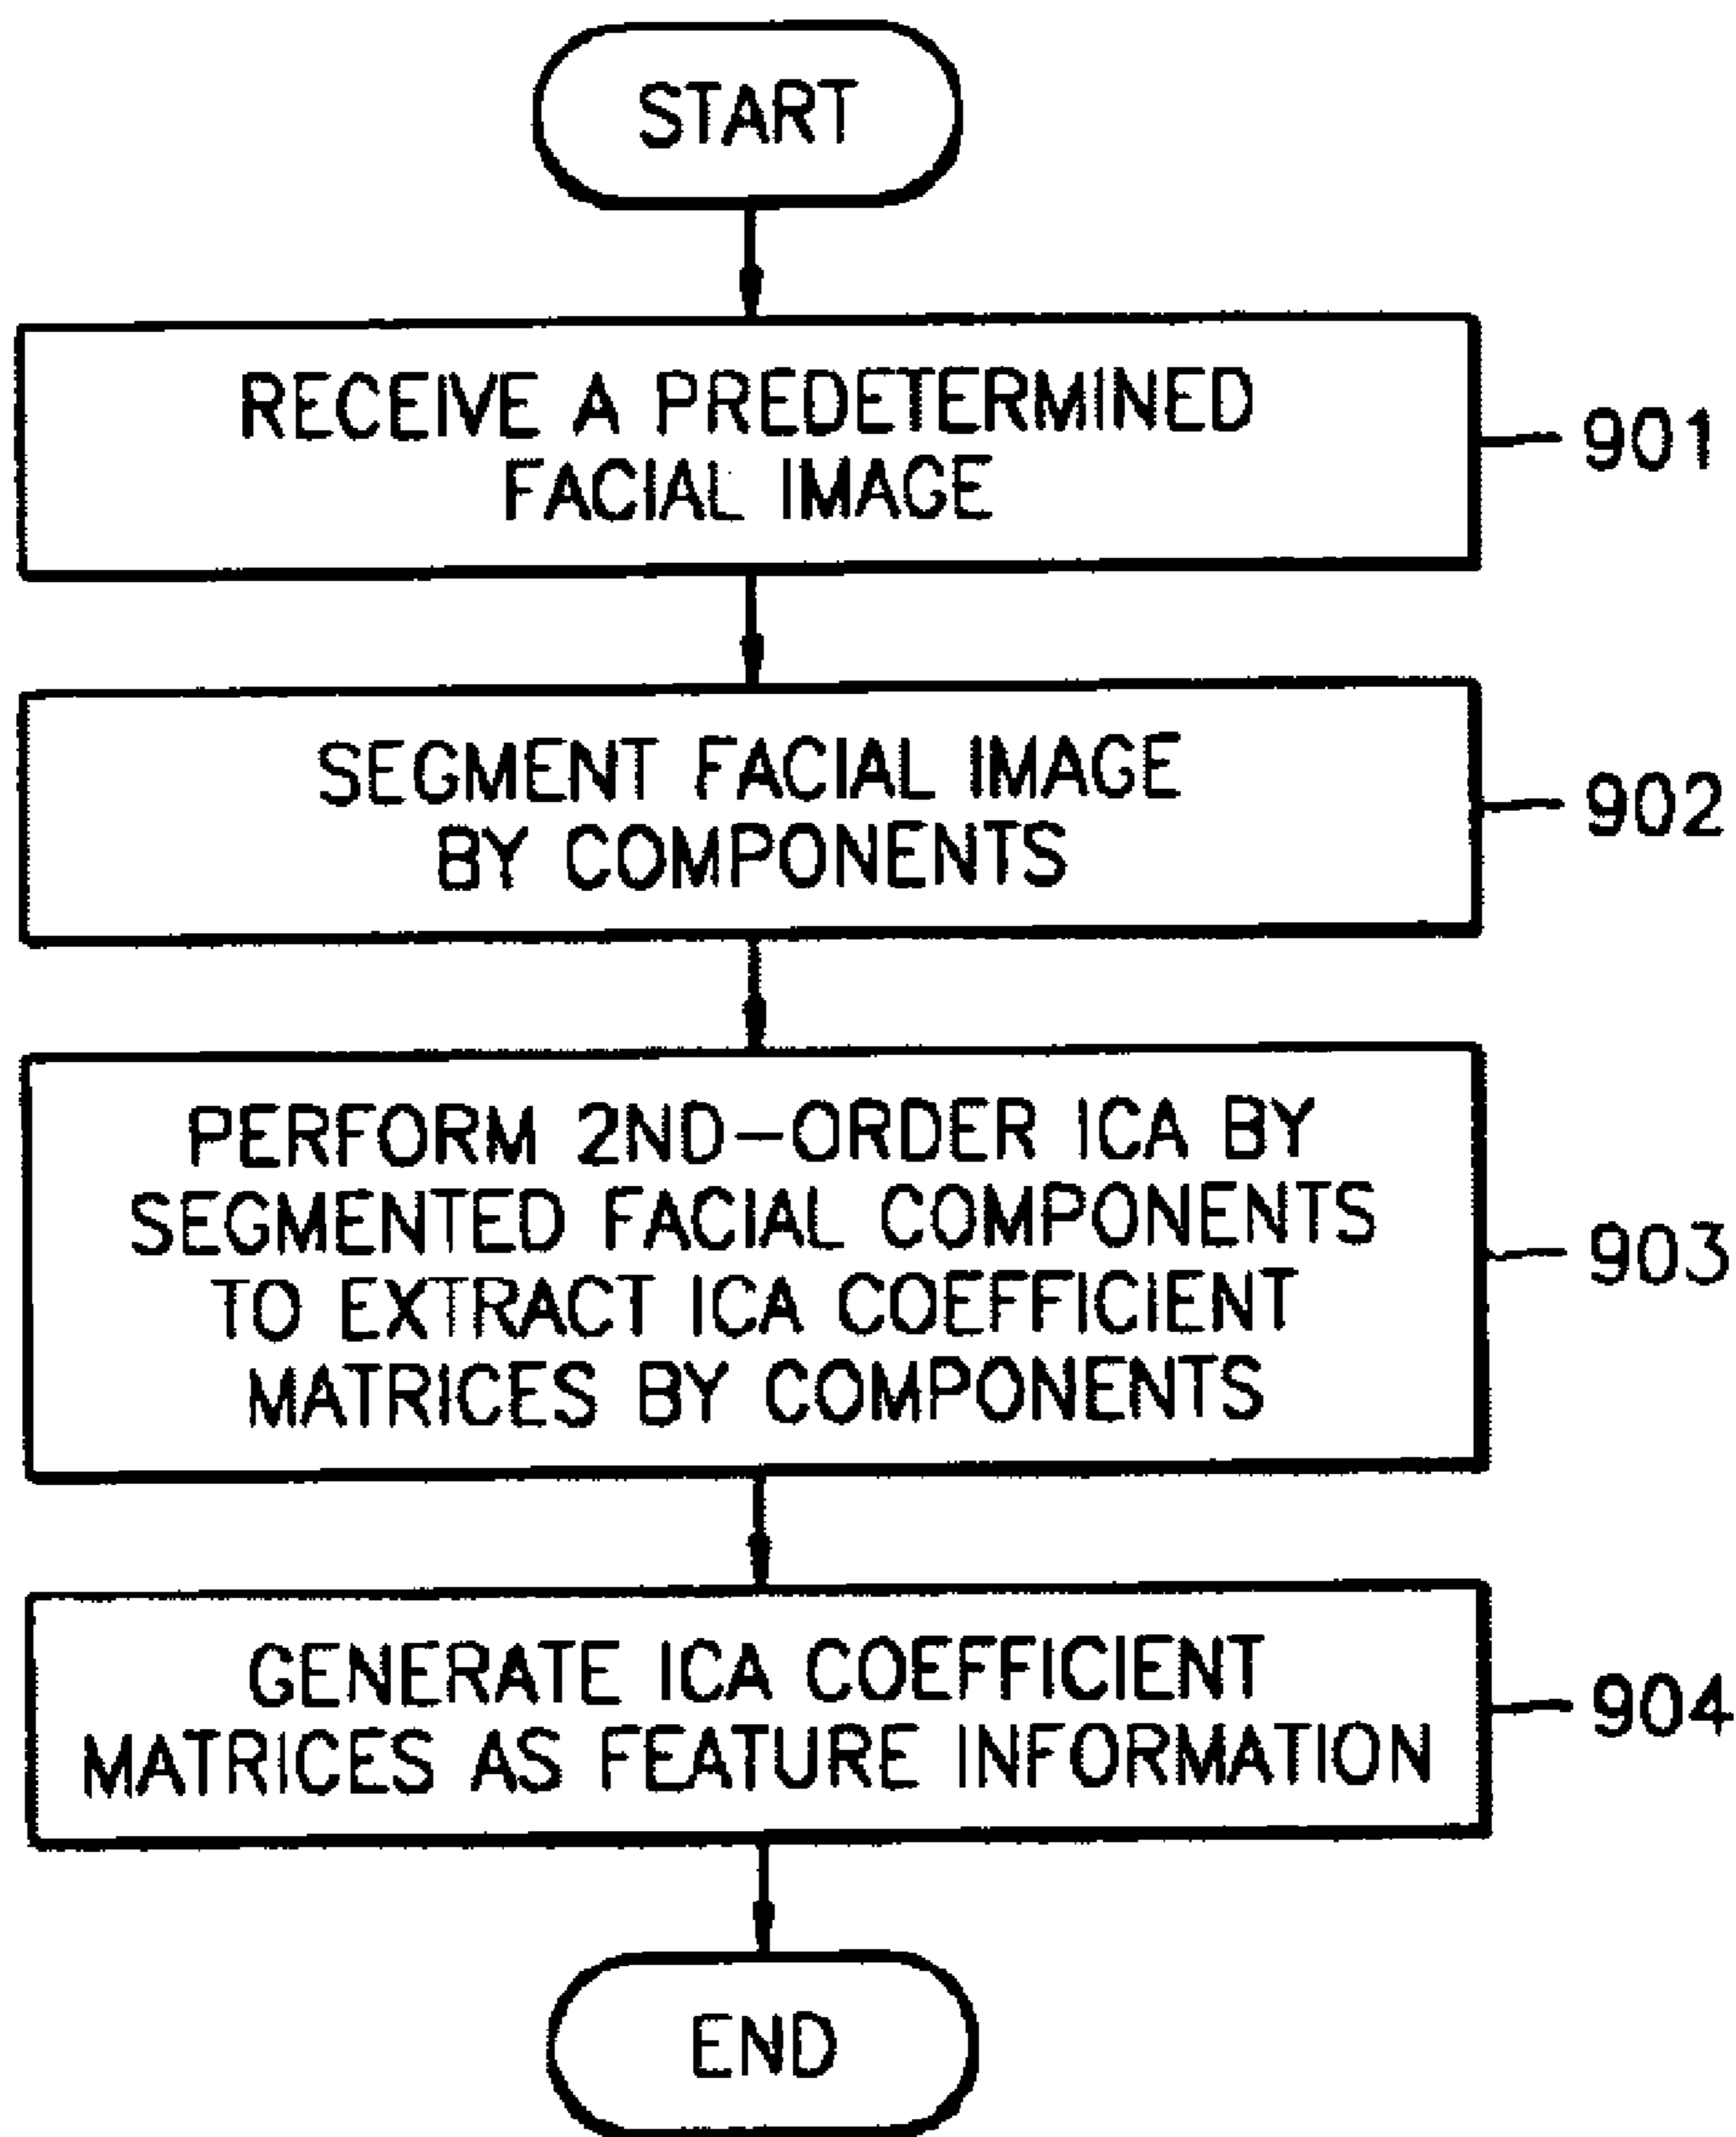 START
RECEIVE A PREDETERMINED
FACIAL IMAGE
901
SEGMENT FACIAL IMAGE
BY COMPONENTS
902
PERFORM 2ND-ORDER ICA BY
SEGMENTED FACIAL COMPONENTS
TO EXTRACT ICA COEFFICIENT
MATRICES BY COMPONENTS
903
GENERATE ICA COEFFICIENT
MATRICES AS FEATURE INFORMATION
904
END